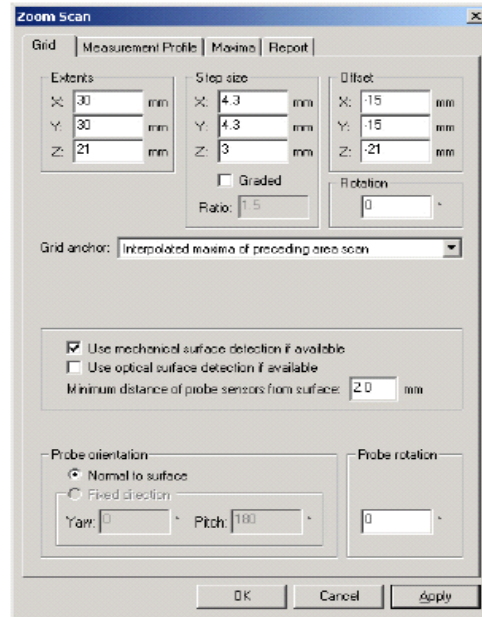 Zoom Scan
Grid Measurement Profile Maxima Report
Extents Step size Offset
X: 30 mm X: 4.3 mm X: -15 mm
Y: 30 mm Y: 4.3 mm Y: -15 mm
Z: 21 mm Z: 3 mm Z: -21 mm
Graded Rotation
Ratio: 1.5 0 °
Grid anchor: Interpolated maxima of preceding area scan
Use mechanical surface detection if available
Use optical surface detection if available
Minimum distance of probe sensors from surface: 2.0 mm
Probe orientation Probe rotation
Normal to surface
Fixed direction
Yaw: 0 ° Pitch: 180 ° 0 °
OK Cancel Apply